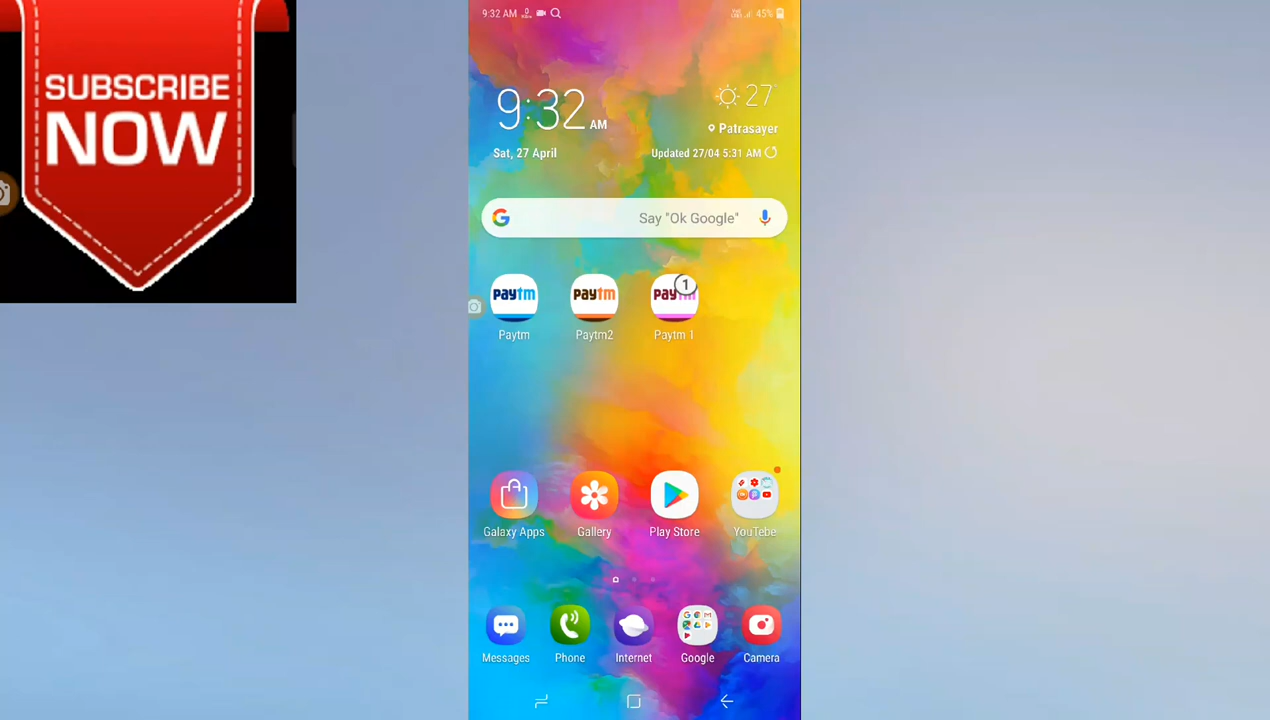 SUBSCRIBE
NOW
9:32 AM
45%
9:32 AM
27°
Patrasayer
Sat, 27 April
Updated 27/04 5:31 AM
Say "Ok Google"
paytm
paytm
paytm
1
Paytm
Paytm2
Paytm 1
Galaxy Apps
Gallery
Play Store
YouTebe
Messages
Phone
Internet
Google
Camera